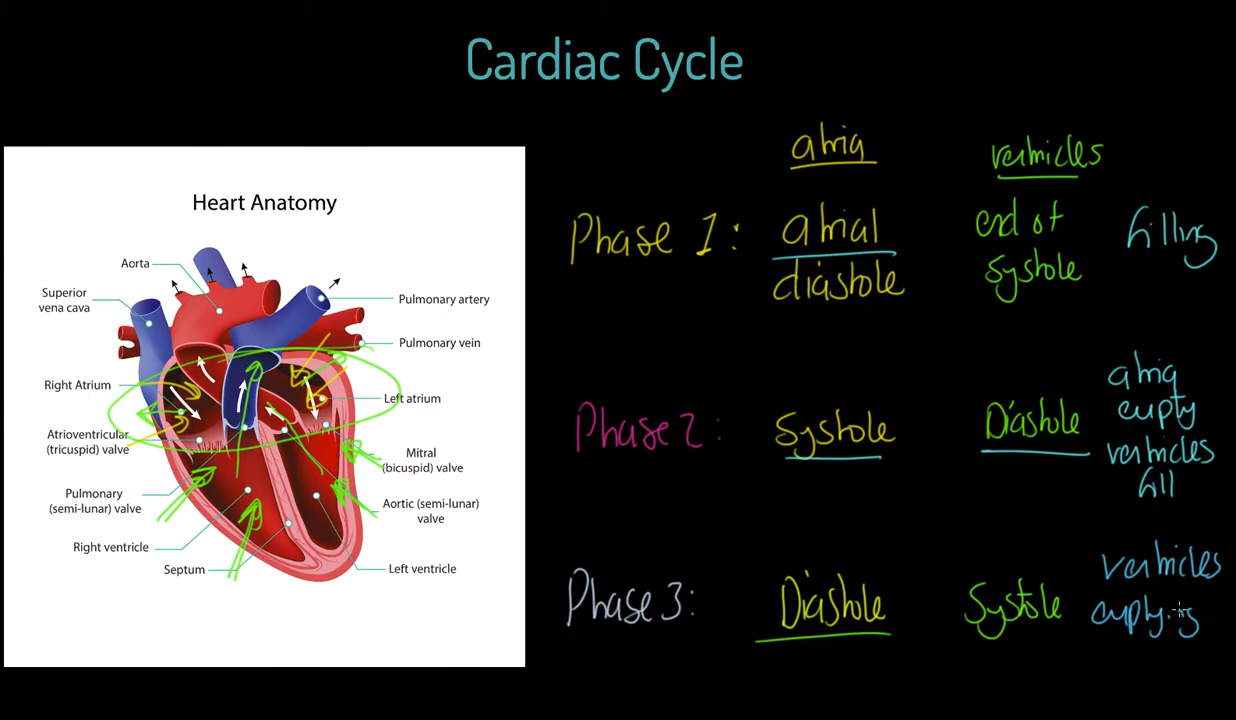 Cardiac Cycle
Heart Anatomy
Aorta
Superior
vena cava
Right Atrium
Atrioventricular
(tricuspid) valve
Pulmonary
(semi-lunar) valve
Right ventricle
Septum
Pulmonary artery
Pulmonary vein
Left atrium
Mitral
(bicuspid) valve
Aortic (semi-lunar)
valve
Left ventricle
atria
ventricles
Phase 1:
atrial
diastole
end of
systole
filling
Phase 2:
Systole
Diastole
atria
empty
ventricles
fill
Phase 3:
Diastole
Systole
ventricles
emptying